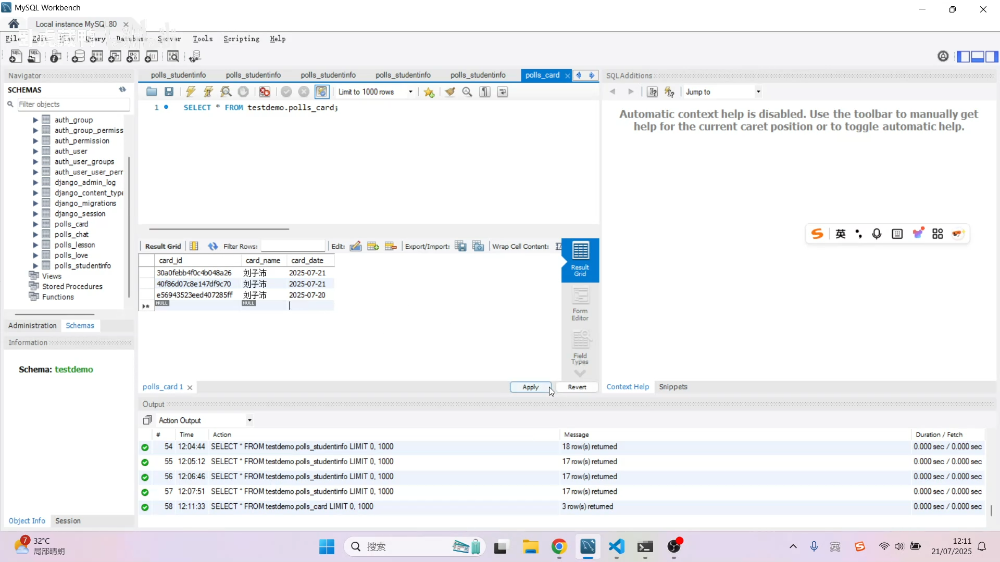 MySQL Workbench
Local instance MySQL80
File Edit View Query Database Server Tools Scripting Help
Navigator
SCHEMAS
Filter objects
auth_group
auth_group_permiss
auth_permission
auth_user
auth_user_groups
auth_user_user_perr
django_admin_log
django_content_type
django_migrations
django_session
polls_card
polls_chat
polls_lesson
polls_love
polls_studentinfo
Views
Stored Procedures
Functions
Administration Schemas
Information
Schema: testdemo
Object Info Session
polls_studentinfo polls_studentinfo polls_studentinfo polls_studentinfo polls_studentinfo polls_card
Limit to 1000 rows
1 SELECT * FROM testdemo.polls_card;
Result Grid Filter Rows: Edit: Export/Import: Wrap Cell Content:
card_id card_name card_date
30a0febb4f0c4b048a26 刘子沛 2025-07-21
40f86d07c8e147df9c70 刘子沛 2025-07-21
e56943523eed407285ff 刘子沛 2025-07-20
NULL NULL
Result Grid
Form Editor
Field Types
polls_card 1 Apply Revert
SQLAdditions
Jump to
Automatic context help is disabled. Use the toolbar to manually get
help for the current caret position or to toggle automatic help.
英
Context Help Snippets
Output
Action Output
# Time Action Message Duration / Fetch
54 12:04:44 SELECT * FROM testdemo.polls_studentinfo LIMIT 0, 1000 18 row(s) returned 0.000 sec / 0.000 sec
55 12:05:12 SELECT * FROM testdemo.polls_studentinfo LIMIT 0, 1000 17 row(s) returned 0.000 sec / 0.000 sec
56 12:06:46 SELECT * FROM testdemo.polls_studentinfo LIMIT 0, 1000 17 row(s) returned 0.000 sec / 0.000 sec
57 12:07:51 SELECT * FROM testdemo.polls_studentinfo LIMIT 0, 1000 17 row(s) returned 0.000 sec / 0.000 sec
58 12:11:33 SELECT * FROM testdemo.polls_card LIMIT 0, 1000 3 row(s) returned 0.000 sec / 0.000 sec
7 32°C
局部晴朗
搜索
英
12:11
21/07/2025